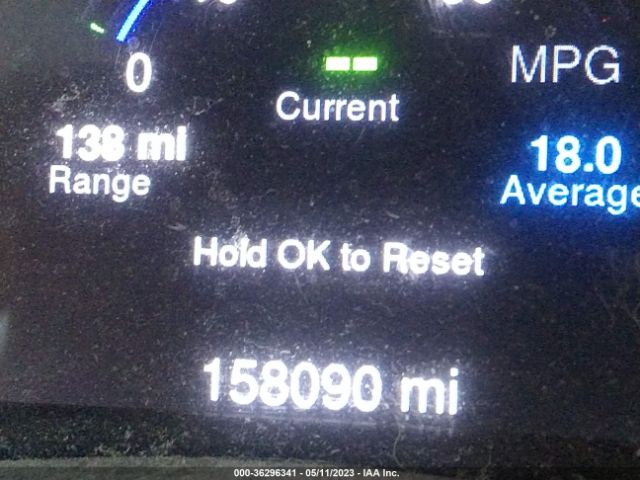 0
MPG
Current
138 mi
Range
18.0
Average
Hold OK to Reset
158090 mi
000-36296341 - 05/11/2023 - IAA Inc.